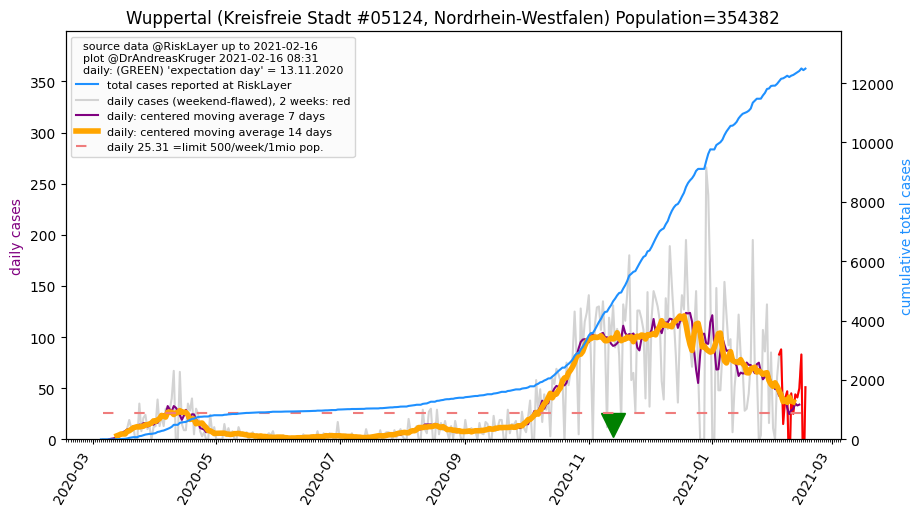 Wuppertal (Kreisfreie Stadt #05124, Nordrhein-Westfalen) Population=354382
source data @RiskLayer up to 2021-02-16
plot @DrAndreasKruger 2021-02-16 08:31
daily: (GREEN) 'expectation day' = 13.11.2020
total cases reported at RiskLayer
daily cases (weekend-flawed), 2 weeks: red
daily: centered moving average 7 days
daily: centered moving average 14 days
daily 25.31 =limit 500/week/1mio pop.
daily cases
350
300
250
200
150
100
50
0
12000
10000
8000
6000
4000
2000
0
cumulative total cases
2020-03
2020-05
2020-07
2020-09
2020-11
2021-01
2021-03